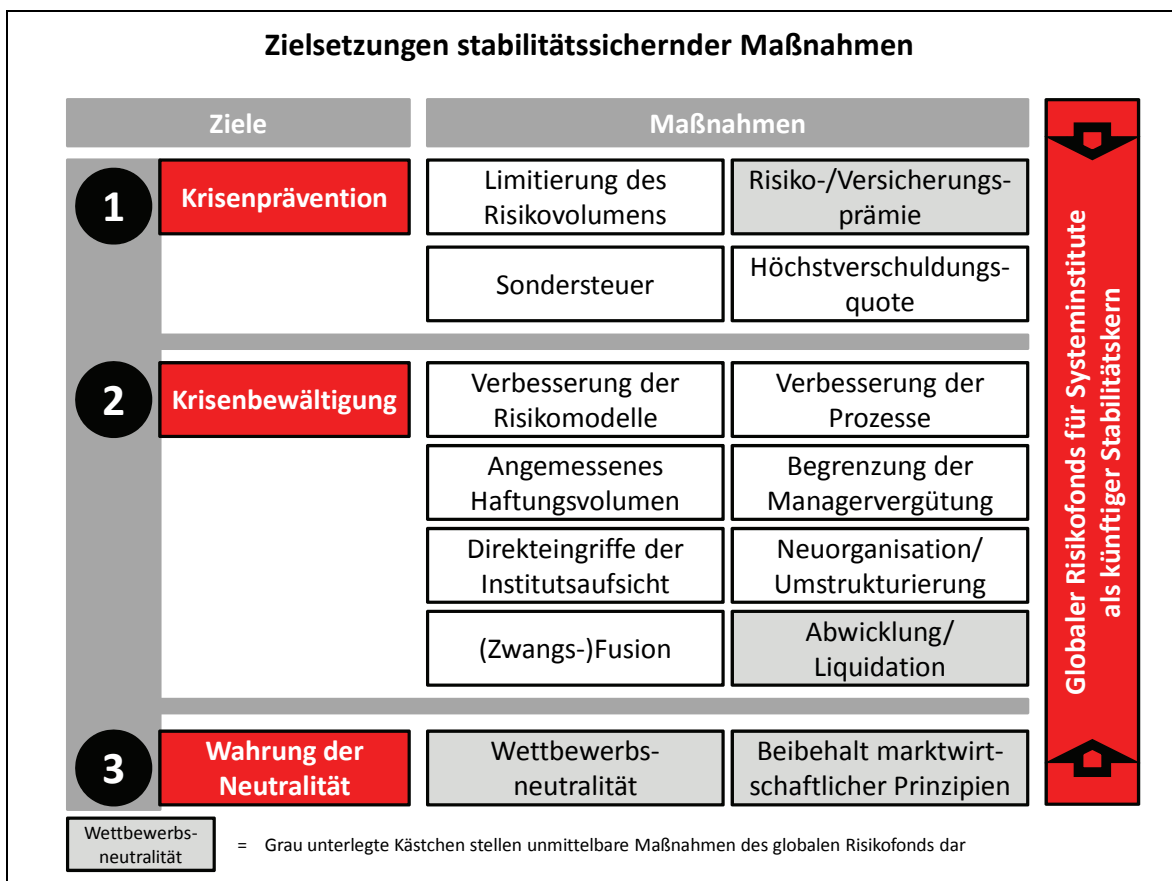 Zielsetzungen stabilitätssichernder Maßnahmen
Ziele
Maßnahmen
1
Krisenprävention
Limitierung des
Risikovolumens
Risiko-/Versicherungs-
prämie
Sondersteuer
Höchstverschuldungs-
quote
2
Krisenbewältigung
Verbesserung der
Risikomodelle
Verbesserung der
Prozesse
Angemessenes
Haftungsvolumen
Begrenzung der
Managervergütung
Direkteingriffe der
Institutsaufsicht
Neuorganisation/
Umstrukturierung
(Zwangs-)Fusion
Abwicklung/
Liquidation
3
Wahrung der
Neutralität
Wettbewerbs-
neutralität
Beibehalt marktwirt-
schaftlicher Prinzipien
Globaler Risikofonds für Systeminstitute
als künftiger Stabilitätskern
Wettbewerbs-
neutralität
= Grau unterlegte Kästchen stellen unmittelbare Maßnahmen des globalen Risikofonds dar